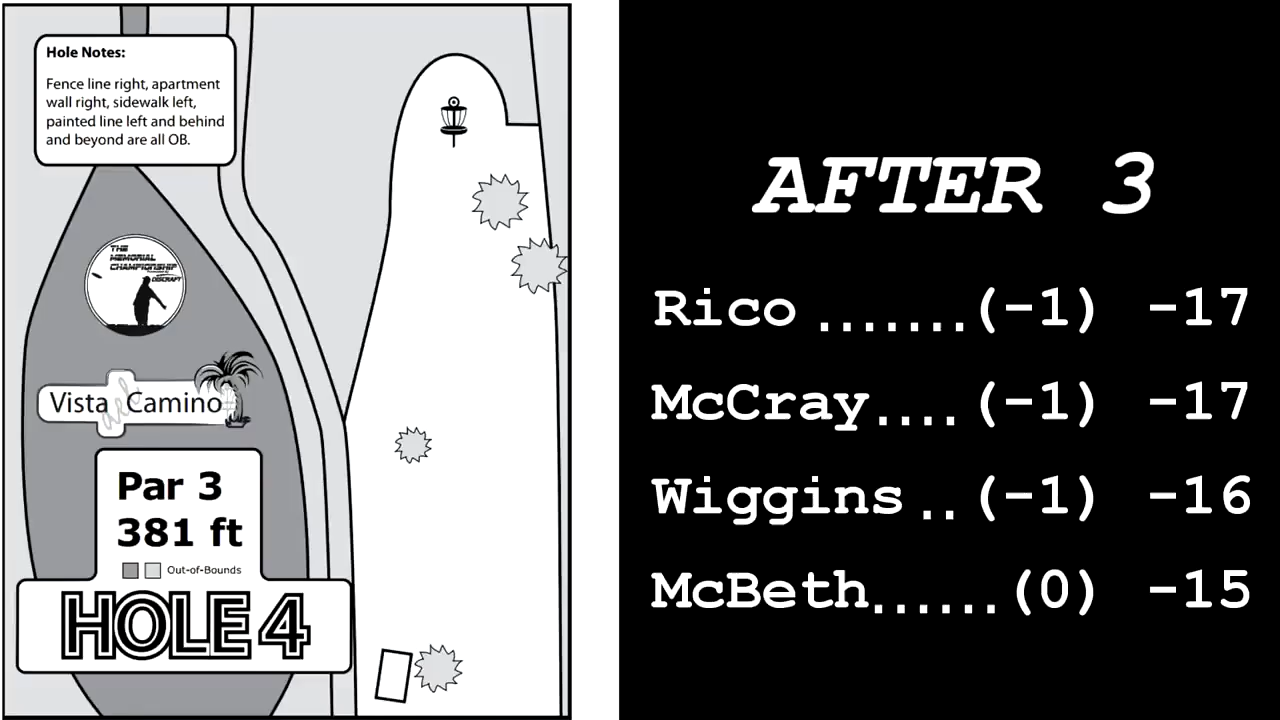 Hole Notes:
Fence line right, apartment
wall right, sidewalk left,
painted line left and behind
and beyond are all OB.
THE
MEMORIAL
CHAMPIONSHIP
DISCRAFT
Vista del Camino
Par 3
381 ft
Out-of-Bounds
HOLE 4
AFTER 3
Rico .......(-1) -17
McCray....(-1) -17
Wiggins ..(-1) -16
McBeth......(0) -15